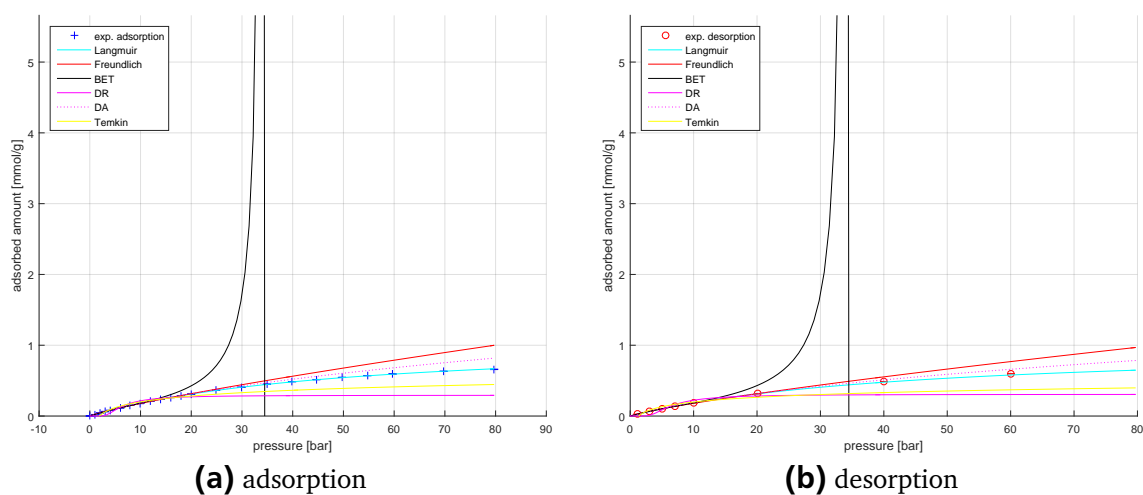 exp. adsorption
Langmuir
Freundlich
BET
DR
DA
Temkin
adsorbed amount [mmol/g]
5
4
3
2
1
0
-10 0 10 20 30 40 50 60 70 80 90
pressure [bar]
(a) adsorption
exp. desorption
Langmuir
Freundlich
BET
DR
DA
Temkin
adsorbed amount [mmol/g]
5
4
3
2
1
0
0 10 20 30 40 50 60 70 80
pressure [bar]
(b) desorption